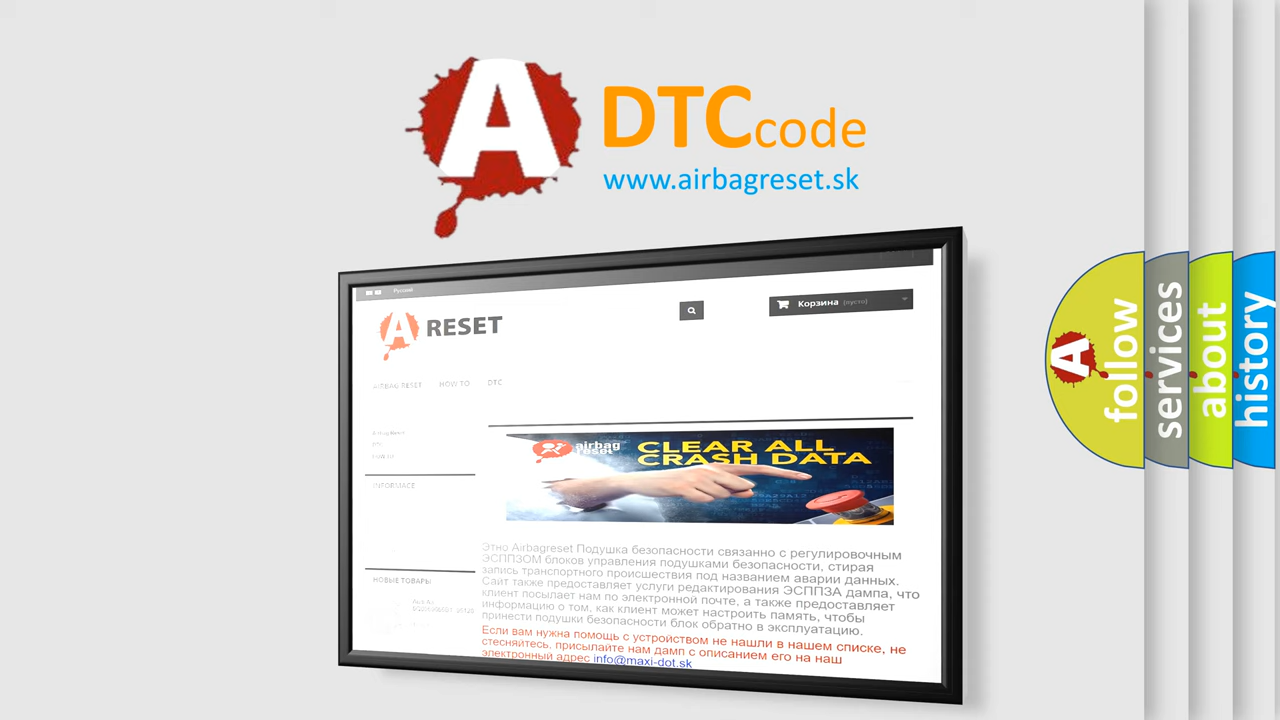 A
DTCcode
www.airbagreset.sk
Русский
A RESET
Корзина (пусто)
AIRBAG RESET HOW TO DTC
Airbag Reset
INFORMACE
airbag
reset
CLEAR ALL
CRASH DATA
Этно Airbagreset Подушка безопасности связанно с регулировочным
ЭСППЗОМ блоков управления подушками безопасности, стирая
запись транспортного происшествия под названием аварии данных.
Сайт также предоставляет услуги редактирования ЭСППЗА дампа, что
клиент посылает нам по электронной почте, а также предоставляет
информацию о том, как клиент может настроить память, чтобы
принести подушки безопасности блок обратно в эксплуатацию.
Если вам нужна помощь с устройством не нашли в нашем списке, не
стесняйтесь, присылайте нам дамп с описанием его на наш
электронный адрес info@maxi-dot.sk
НОВЫЕ ТОВАРЫ
A
follow
services
about
history